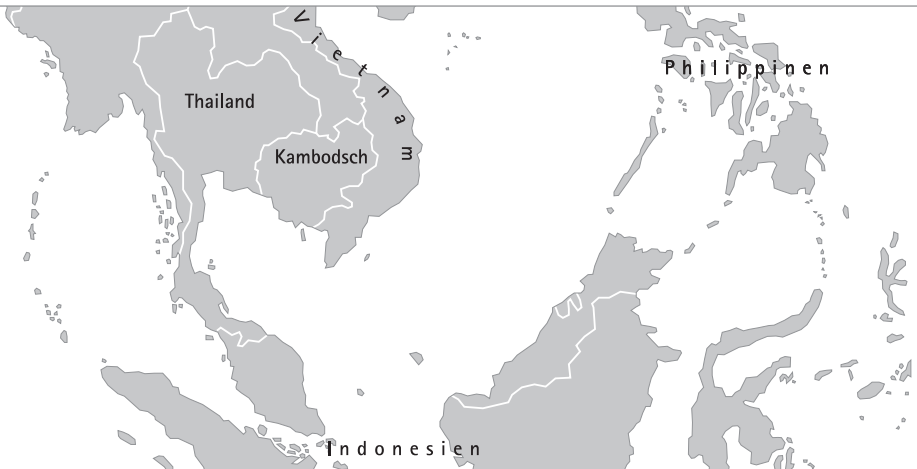 Vietnam
Philippinen
Thailand
Kambodsch
Indonesien